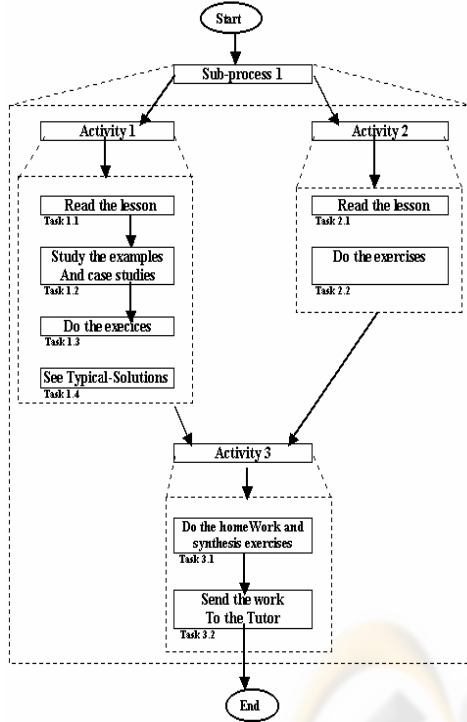 Start
Sub-process 1
Activity 1
Activity 2
Read the lesson
Task 1.1
Study the examples
And case studies
Task 1.2
Do the execices
Task 1.3
See Typical-Solutions
Task 1.4
Read the lesson
Task 2.1
Do the exercises
Task 2.2
Activity 3
Do the homeWork and
synthesis exercises
Task 3.1
Send the work
To the Tutor
Task 3.2
End